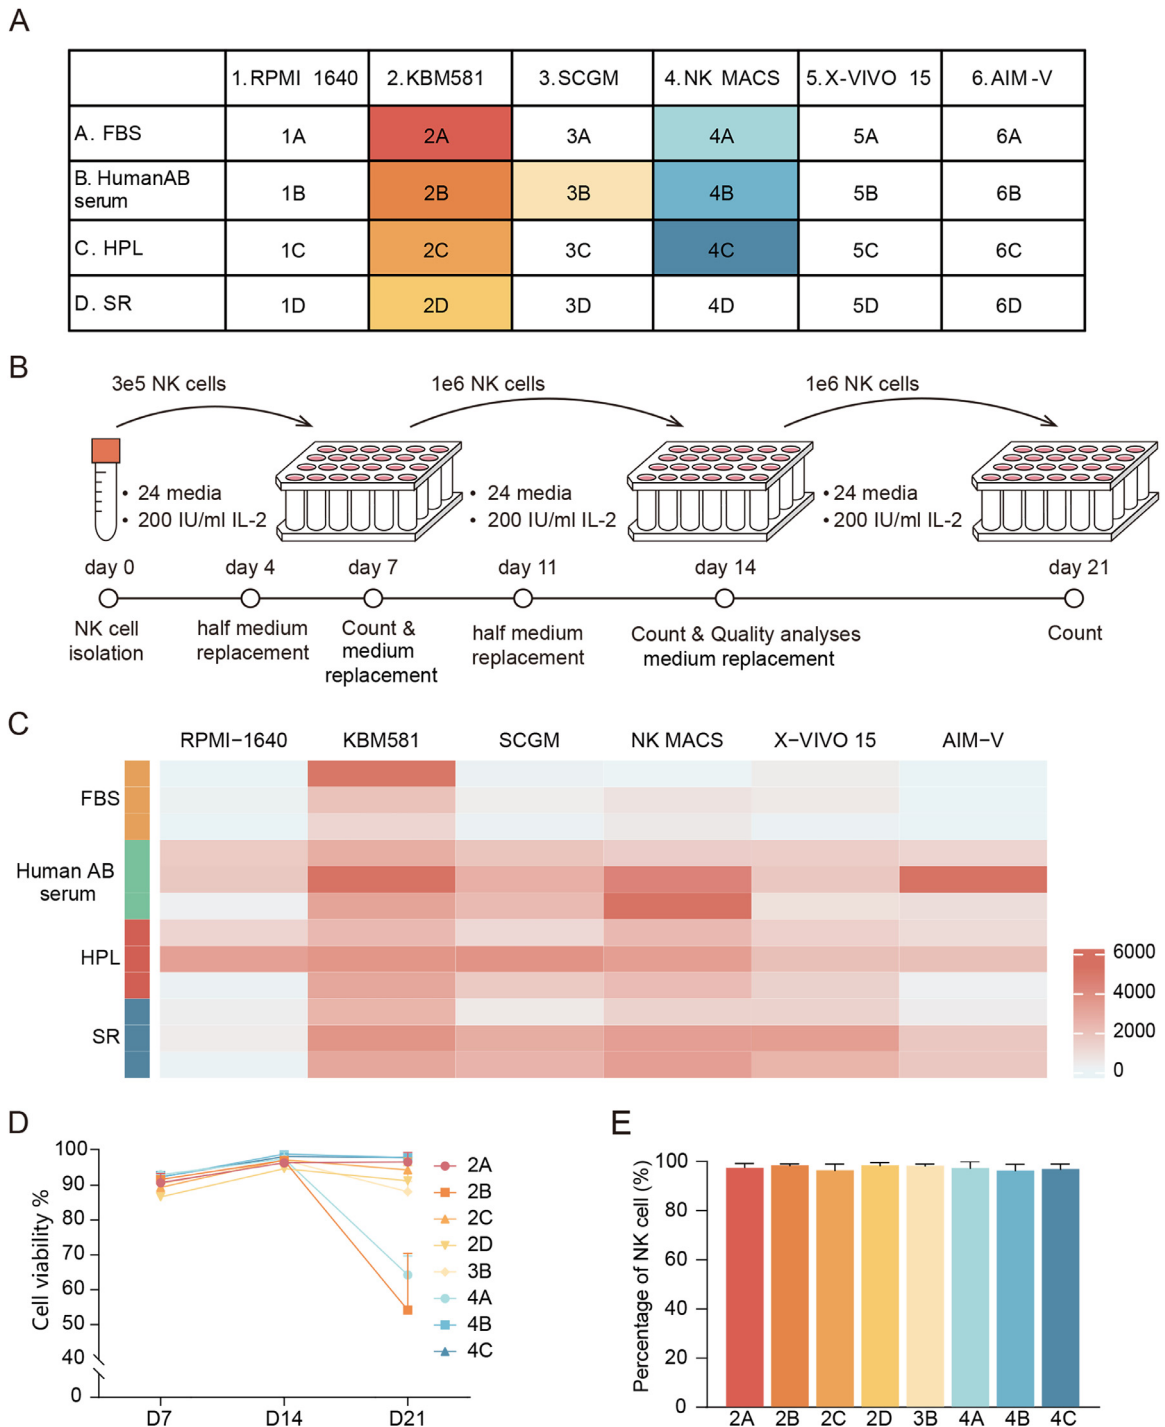 A
1.RPMI 1640 2.KBM581 3.SCGM 4.NK MACS 5.X-VIVO 15 6.AIM-V
A. FBS 1A 2A 3A 4A 5A 6A
B. HumanAB
serum 1B 2B 3B 4B 5B 6B
C. HPL 1C 2C 3C 4C 5C 6C
D. SR 1D 2D 3D 4D 5D 6D
B
3e5 NK cells 1e6 NK cells 1e6 NK cells
• 24 media • 24 media • 24 media
• 200 IU/ml IL-2 • 200 IU/ml IL-2 • 200 IU/ml IL-2
day 0 day 4 day 7 day 11 day 14 day 21
NK cell
isolation
half medium
replacement
Count &
medium
replacement
half medium
replacement
Count & Quality analyses
medium replacement
Count
C
RPMI−1640 KBM581 SCGM NK MACS X−VIVO 15 AIM−V
FBS
Human AB
serum
HPL
SR
6000
4000
2000
0
D
Cell viability %
100
90
80
70
60
50
40
0
D7 D14 D21
2A
2B
2C
2D
3B
4A
4B
4C
E
Percentage of NK cell (%)
100
80
60
40
20
0
2A 2B 2C 2D 3B 4A 4B 4C